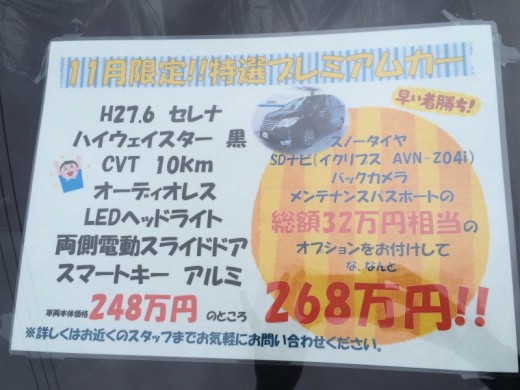 11月限定!!特選プレミアムカー
早い者勝ち!
H27.6 セレナ
ハイウェイスター 黒
CVT 10Km
オーディオレス
LEDヘッドライト
両側電動スライドドア
スマートキー アルミ
車両本体価格 248万円 のところ
スノータイヤ
SDナビ(イクリプス AVN-Z04i)
バックカメラ
メンテナンスパスポートの
総額32万円相当の
オプションをお付けして
な、なんと
268万円!!
※詳しくはお近くのスタッフまでお気軽にお問い合わせください。